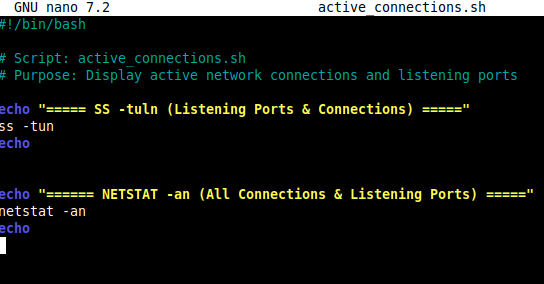 GNU nano 7.2 active_connections.sh
#!/bin/bash
# Script: active_connections.sh
# Purpose: Display active network connections and listening ports
echo "===== SS -tuln (Listening Ports & Connections) ====="
ss -tun
echo
echo "====== NETSTAT -an (All Connections & Listening Ports) ====="
netstat -an
echo